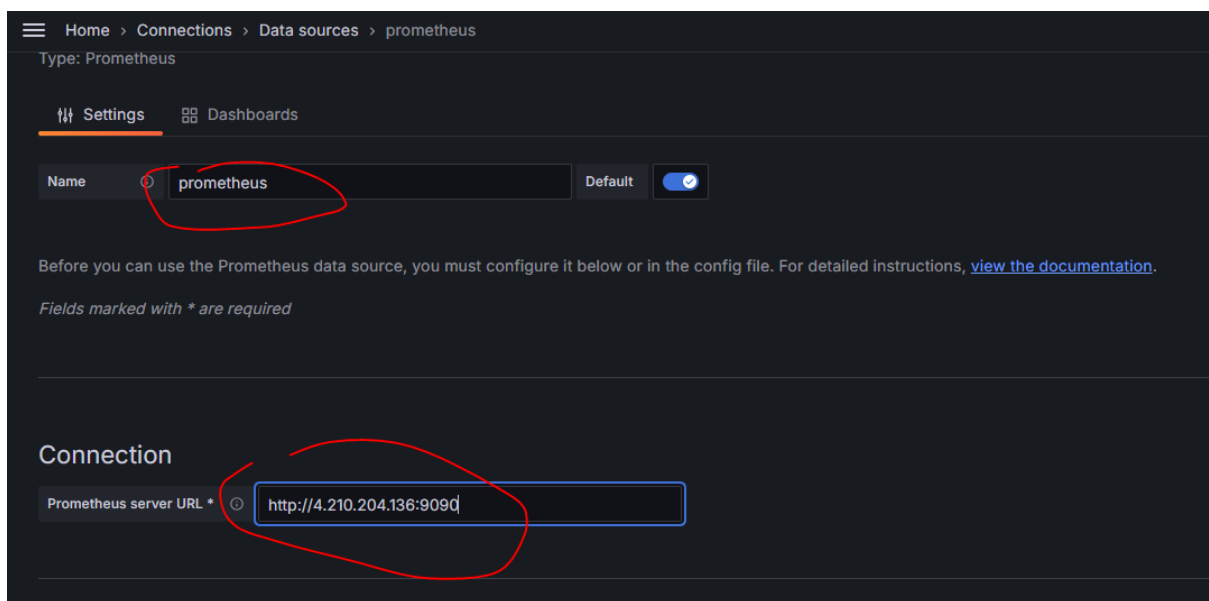 Home > Connections > Data sources > prometheus
Type: Prometheus
Settings Dashboards
Name prometheus Default
Before you can use the Prometheus data source, you must configure it below or in the config file. For detailed instructions, view the documentation.
Fields marked with * are required
Connection
Prometheus server URL * http://4.210.204.136:9090